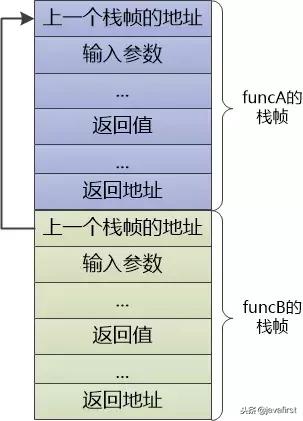 上一个栈帧的地址
输入参数
...
返回值
...
返回地址
funcA的
栈帧
上一个栈帧的地址
输入参数
...
返回值
...
返回地址
funcB的
栈帧
头条@javafirst